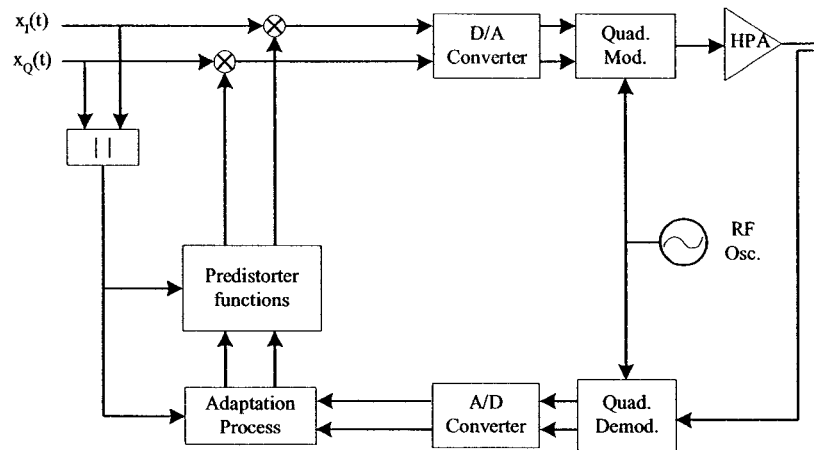 x_I(t)
x_Q(t)
| |
D/A
Converter
Quad.
Mod.
HPA
RF
Osc.
Predistorter
functions
Adaptation
Process
A/D
Converter
Quad.
Demod.